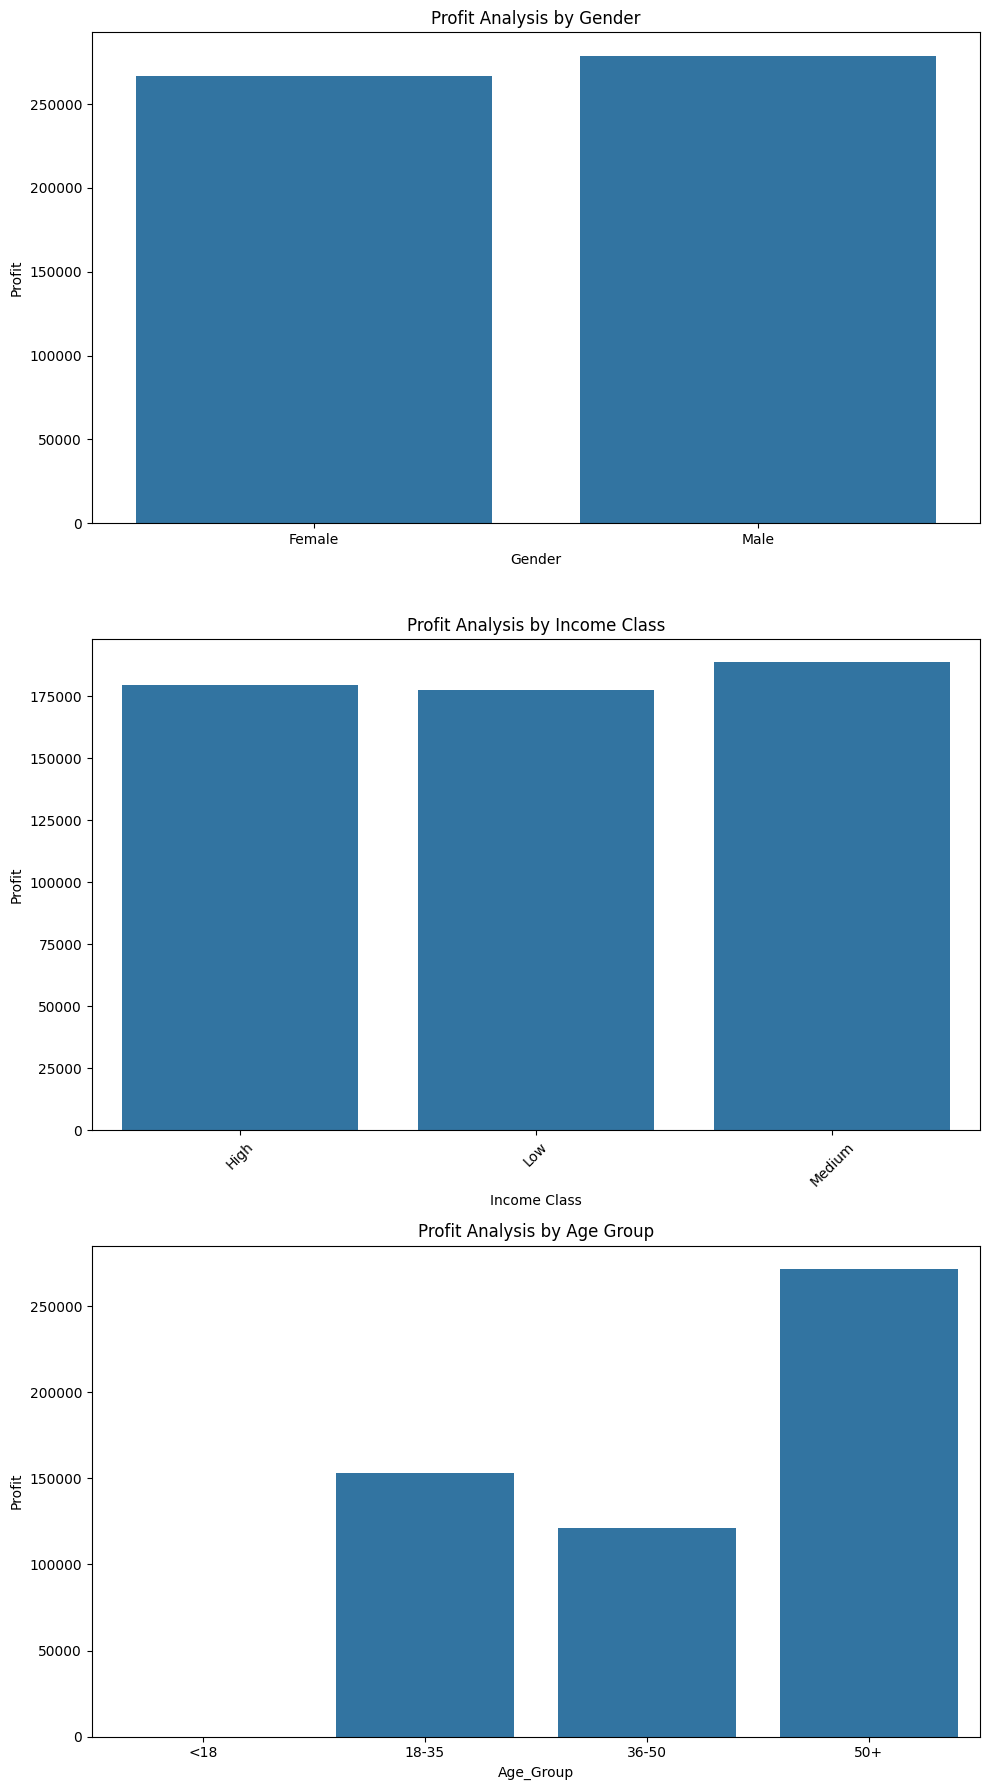 Profit Analysis by Gender
250000
200000
150000
100000
50000
0
Profit
Female Male
Gender
Profit Analysis by Income Class
175000
150000
125000
100000
75000
50000
25000
0
Profit
High Low Medium
Income Class
Profit Analysis by Age Group
250000
200000
150000
100000
50000
0
Profit
<18 18-35 36-50 50+
Age_Group